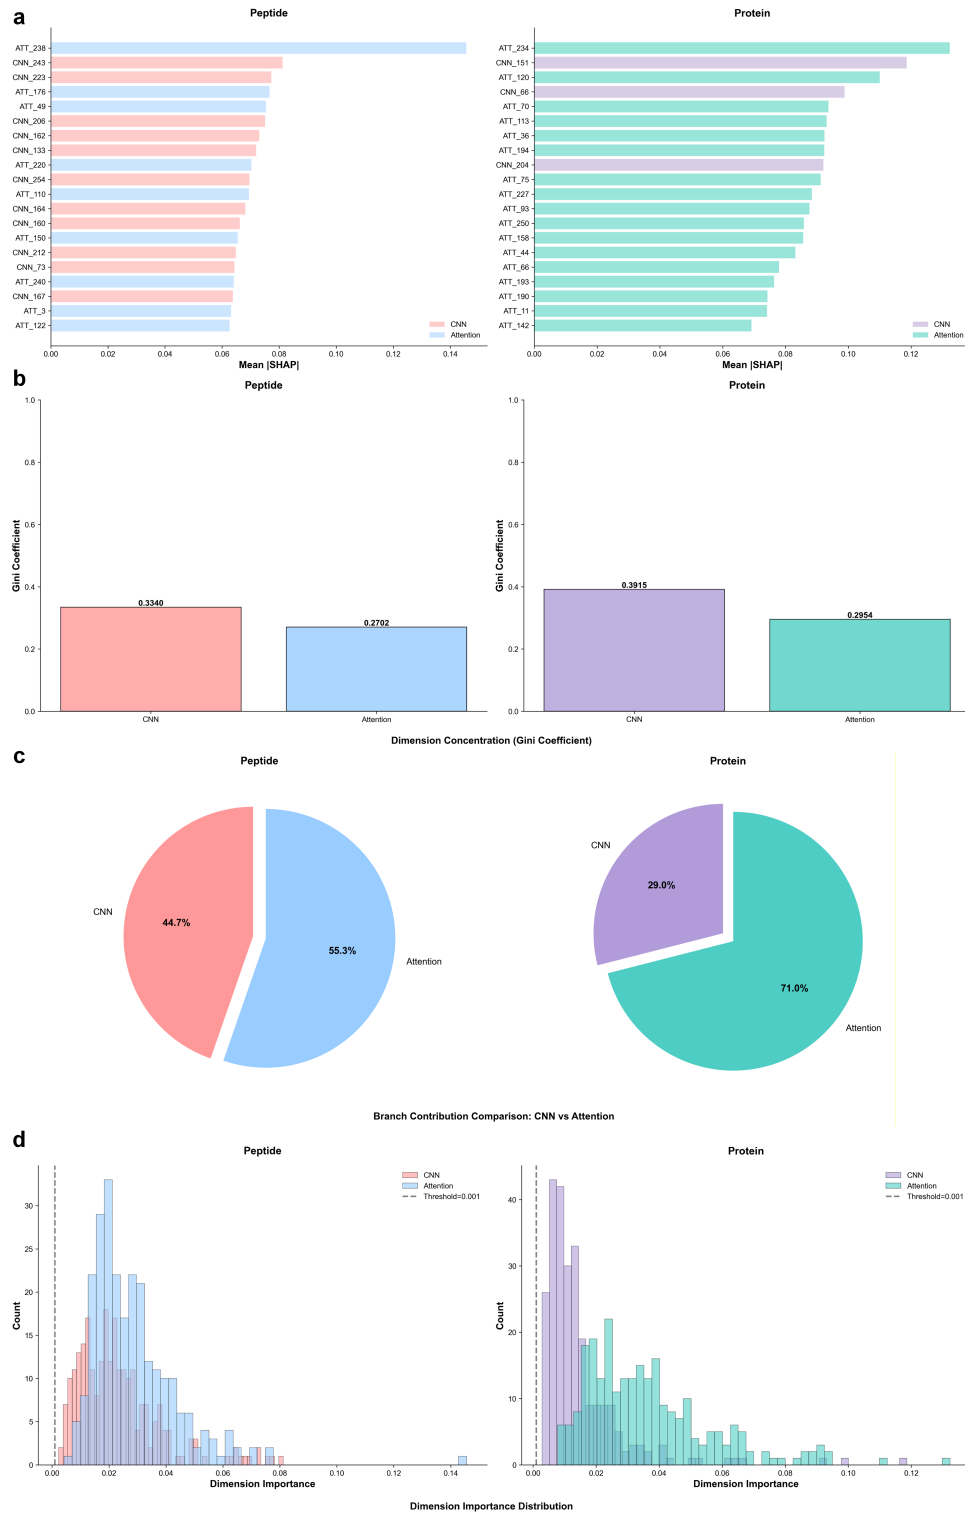 a
Peptide
ATT_238
CNN_243
CNN_223
ATT_176
ATT_49
CNN_206
CNN_162
CNN_133
ATT_220
CNN_254
ATT_110
CNN_164
CNN_160
ATT_150
CNN_212
CNN_73
ATT_240
CNN_167
ATT_3
ATT_122
CNN
Attention
0.00 0.02 0.04 0.06 0.08 0.10 0.12 0.14
Mean |SHAP|
Protein
ATT_234
CNN_151
ATT_120
CNN_66
ATT_70
ATT_113
ATT_36
ATT_194
CNN_204
ATT_75
ATT_227
ATT_93
ATT_250
ATT_158
ATT_44
ATT_66
ATT_193
ATT_190
ATT_11
ATT_142
CNN
Attention
0.00 0.02 0.04 0.06 0.08 0.10 0.12
Mean |SHAP|
b
Peptide
Gini Coefficient
1.0
0.8
0.6
0.4
0.2
0.0
0.3340
0.2702
CNN Attention
Protein
Gini Coefficient
1.0
0.8
0.6
0.4
0.2
0.0
0.3915
0.2954
CNN Attention
Dimension Concentration (Gini Coefficient)
c
Peptide
CNN
44.7%
55.3%
Attention
Protein
CNN
29.0%
71.0%
Attention
Branch Contribution Comparison: CNN vs Attention
d
Peptide
CNN
Attention
Threshold=0.001
Count
30
25
20
15
10
5
0
0.00 0.02 0.04 0.06 0.08 0.10 0.12 0.14
Dimension Importance
Protein
CNN
Attention
Threshold=0.001
Count
40
30
20
10
0
0.00 0.02 0.04 0.06 0.08 0.10 0.12
Dimension Importance
Dimension Importance Distribution